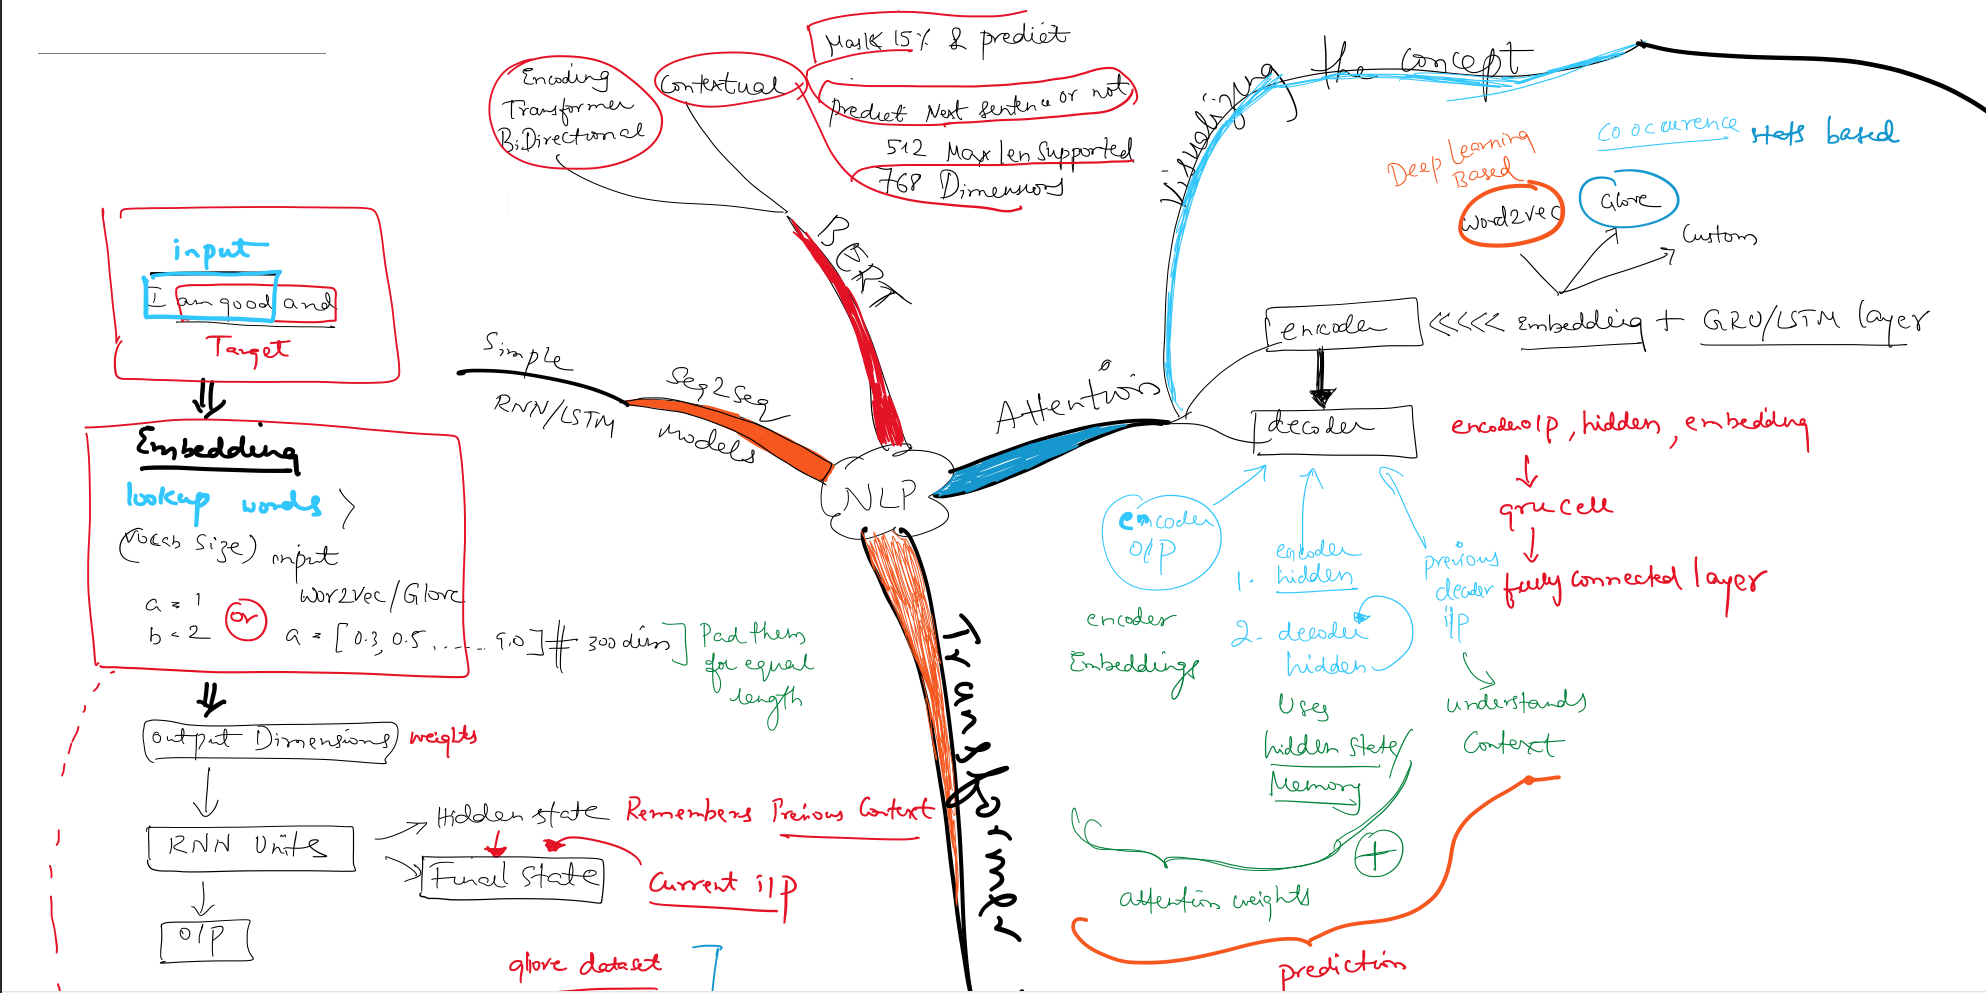 Mask 15% & predict
Encoding
Transformer
BiDirectional
Contextual
predict Next sentence or not
512 Max len supported
768 Dimensions
BERT
Visualizing the concept
Deep Learning
Based
Co occurrence stats based
word2vec
Glove
Custom
input
I am good and
Target
Simple
RNN/LSTM
Seq2Seq
Models
Attention
NLP
encoder <<<< Embedding + GRU/LSTM layer
decoder
encoder o/p, hidden, embedding
gru cell
fully connected layer
Embedding
lookup words >
(Vocab Size) input
a = 1
b = 2
or
Wor2vec/Glove
a = [0.3, 0.5 ...... 9.0] # 300 dims
Pad them
for equal
length
encoder
O/P
1. encoder
hidden
2. decoder
hidden
previous
decoder
i/p
encoder
Embeddings
Uses
hidden state/
Memory
understands
Context
+
attention weights
prediction
Transformer
Output Dimensions weights
RNN Units
Hidden state Remembers Previous Context
Final State
Current i/p
O/P
glove dataset